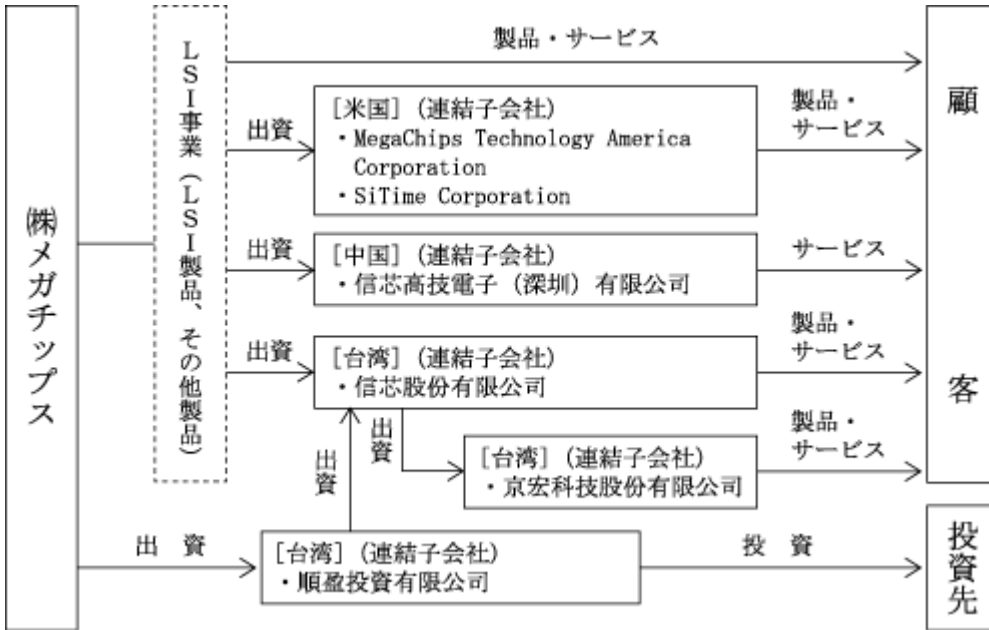 ㈱メガチップス
LSI事業(LSI製品、その他製品)
製品・サービス
出資
[米国](連結子会社)
・MegaChips Technology America
Corporation
・SiTime Corporation
製品・
サービス
出資
[中国](連結子会社)
・信芯高技電子(深圳)有限公司
サービス
出資
[台湾](連結子会社)
・信芯股份有限公司
製品・
サービス
出資
出資
[台湾](連結子会社)
・京宏科技股份有限公司
製品・
サービス
顧客
出 資
[台湾](連結子会社)
・順盈投資有限公司
投 資
投資先